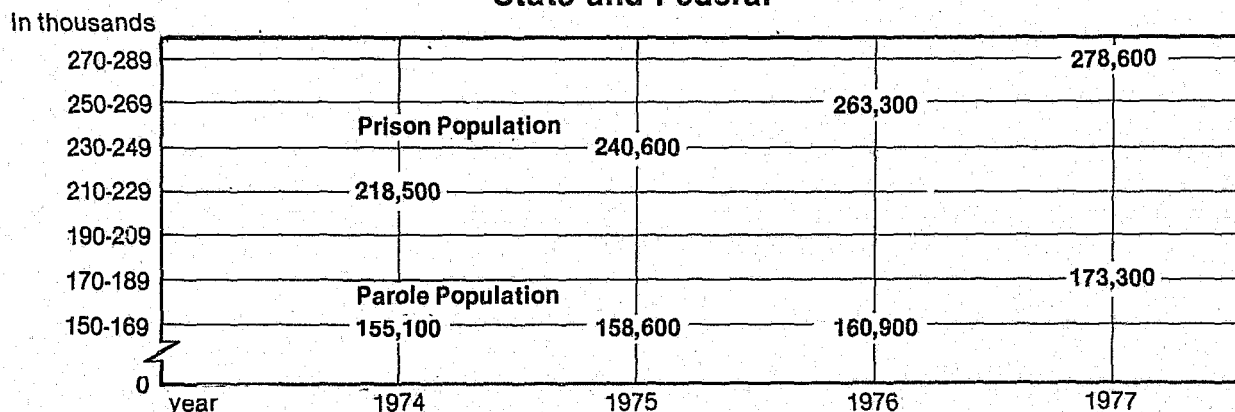 State and Federal
In thousands
270-289 278,600
250-269 263,300
Prison Population
230-249 240,600
210-229 218,500
190-209
170-189 173,300
Parole Population
150-169 155,100 158,600 160,900
0
year 1974 1975 1976 1977